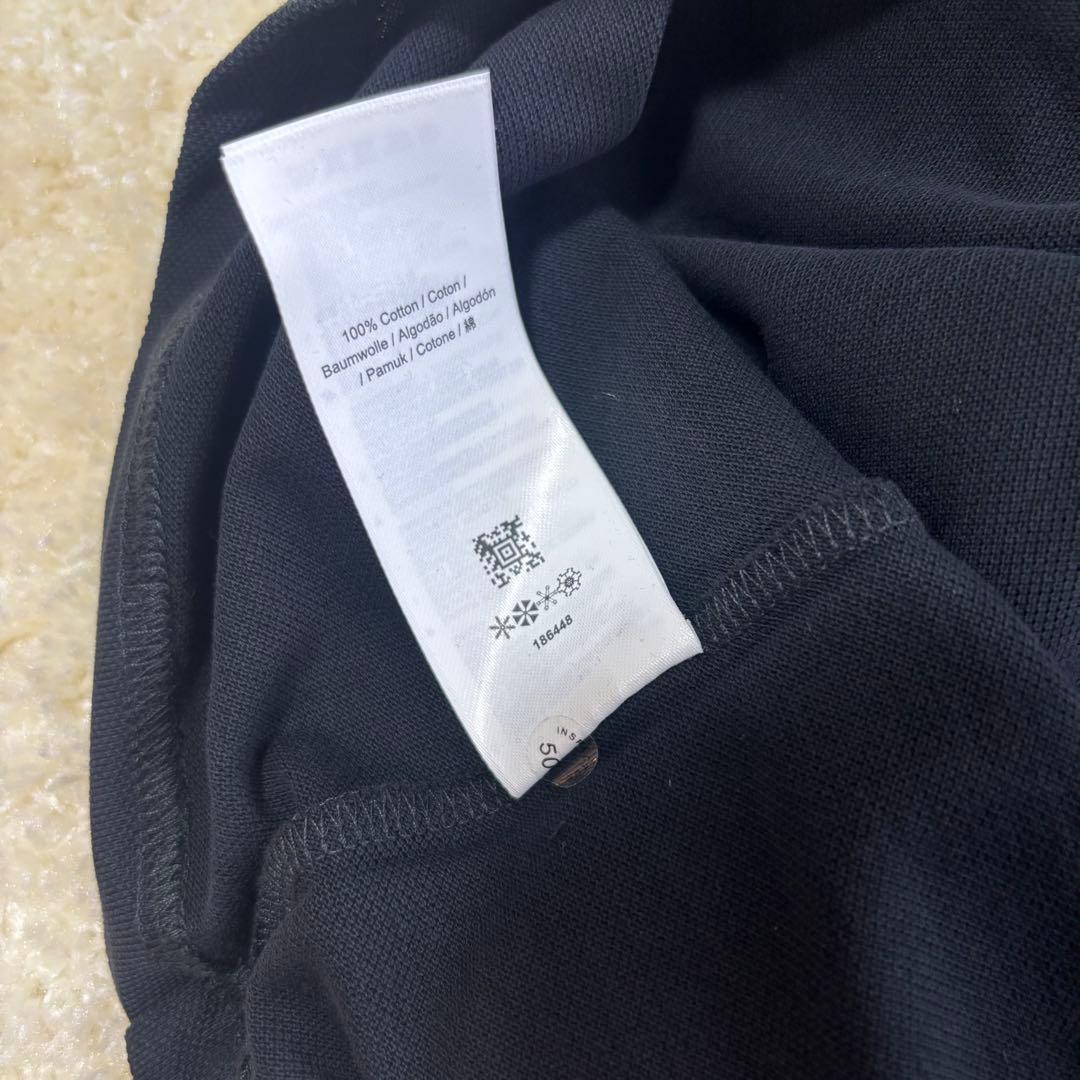 100% Cotton / Coton /
Baumwolle / Algodão / Algodón
/ Pamuk / Cotone / 綿
186448
50